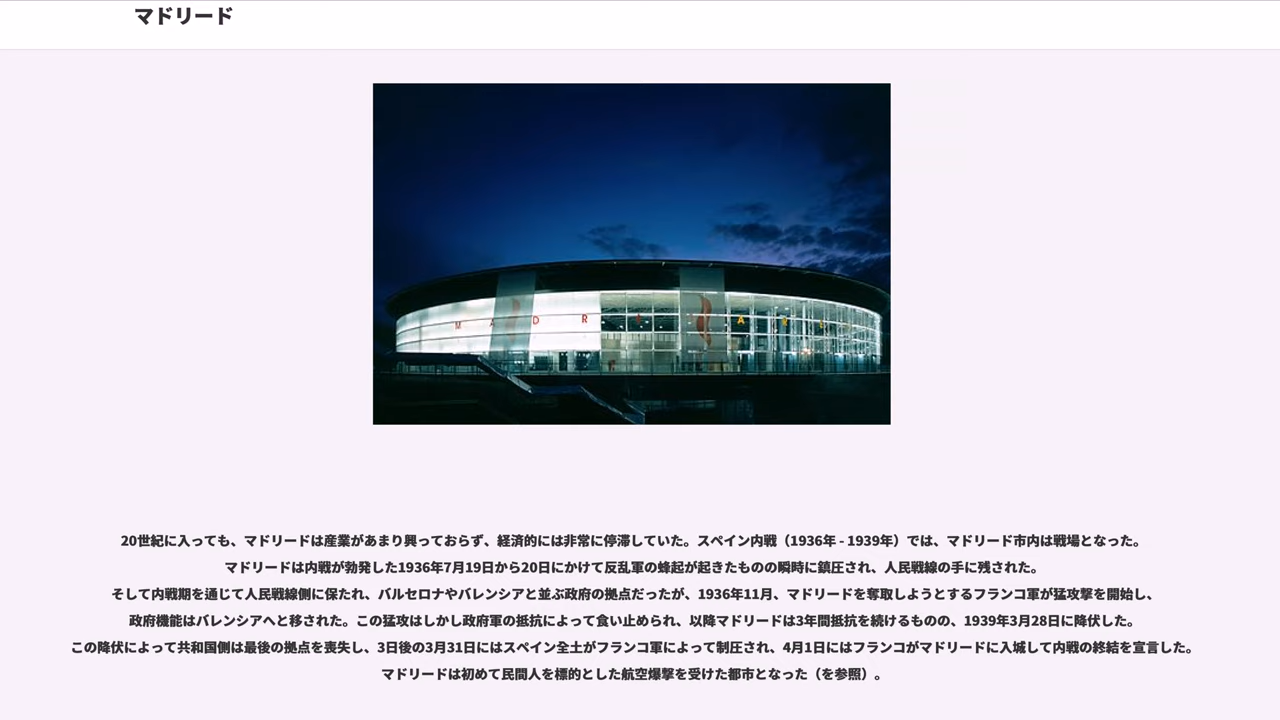 マドリード
M A D R I D A R E
20世紀に入っても、マドリードは産業があまり興っておらず、経済的には非常に停滞していた。スペイン内戦（1936年 - 1939年）では、マドリード市内は戦場となった。
マドリードは内戦が勃発した1936年7月19日から20日にかけて反乱軍の蜂起が起きたものの瞬時に鎮圧され、人民戦線の手に残された。
そして内戦期を通じて人民戦線側に保たれ、バルセロナやバレンシアと並ぶ政府の拠点だったが、1936年11月、マドリードを奪取しようとするフランコ軍が猛攻撃を開始し、
政府機能はバレンシアへと移された。この猛攻はしかし政府軍の抵抗によって食い止められ、以降マドリードは3年間抵抗を続けるものの、1939年3月28日に降伏した。
この降伏によって共和国側は最後の拠点を喪失し、3日後の3月31日にはスペイン全土がフランコ軍によって制圧され、4月1日にはフランコがマドリードに入城して内戦の終結を宣言した。
マドリードは初めて民間人を標的とした航空爆撃を受けた都市となった（を参照）。